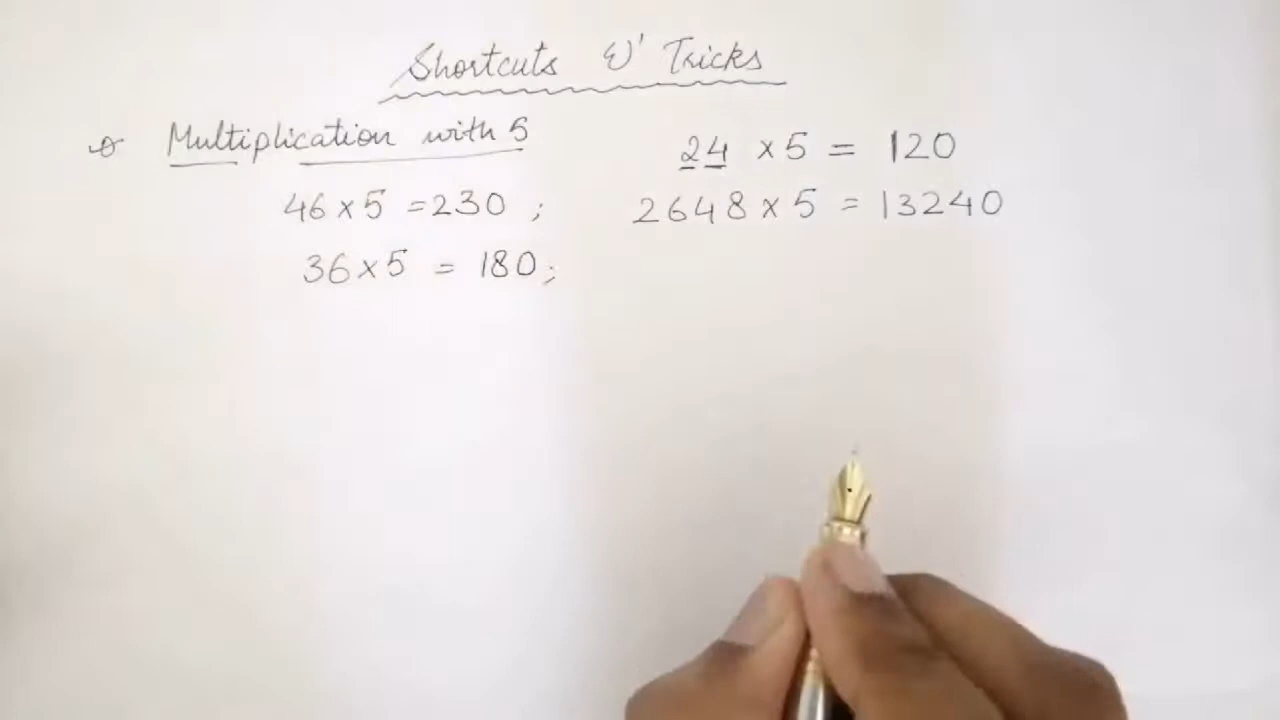 Shortcuts n' Tricks
Multiplication with 5
46 x 5 = 230 ;
24 x 5 = 120
2648 x 5 = 13240
36 x 5 = 180 ;